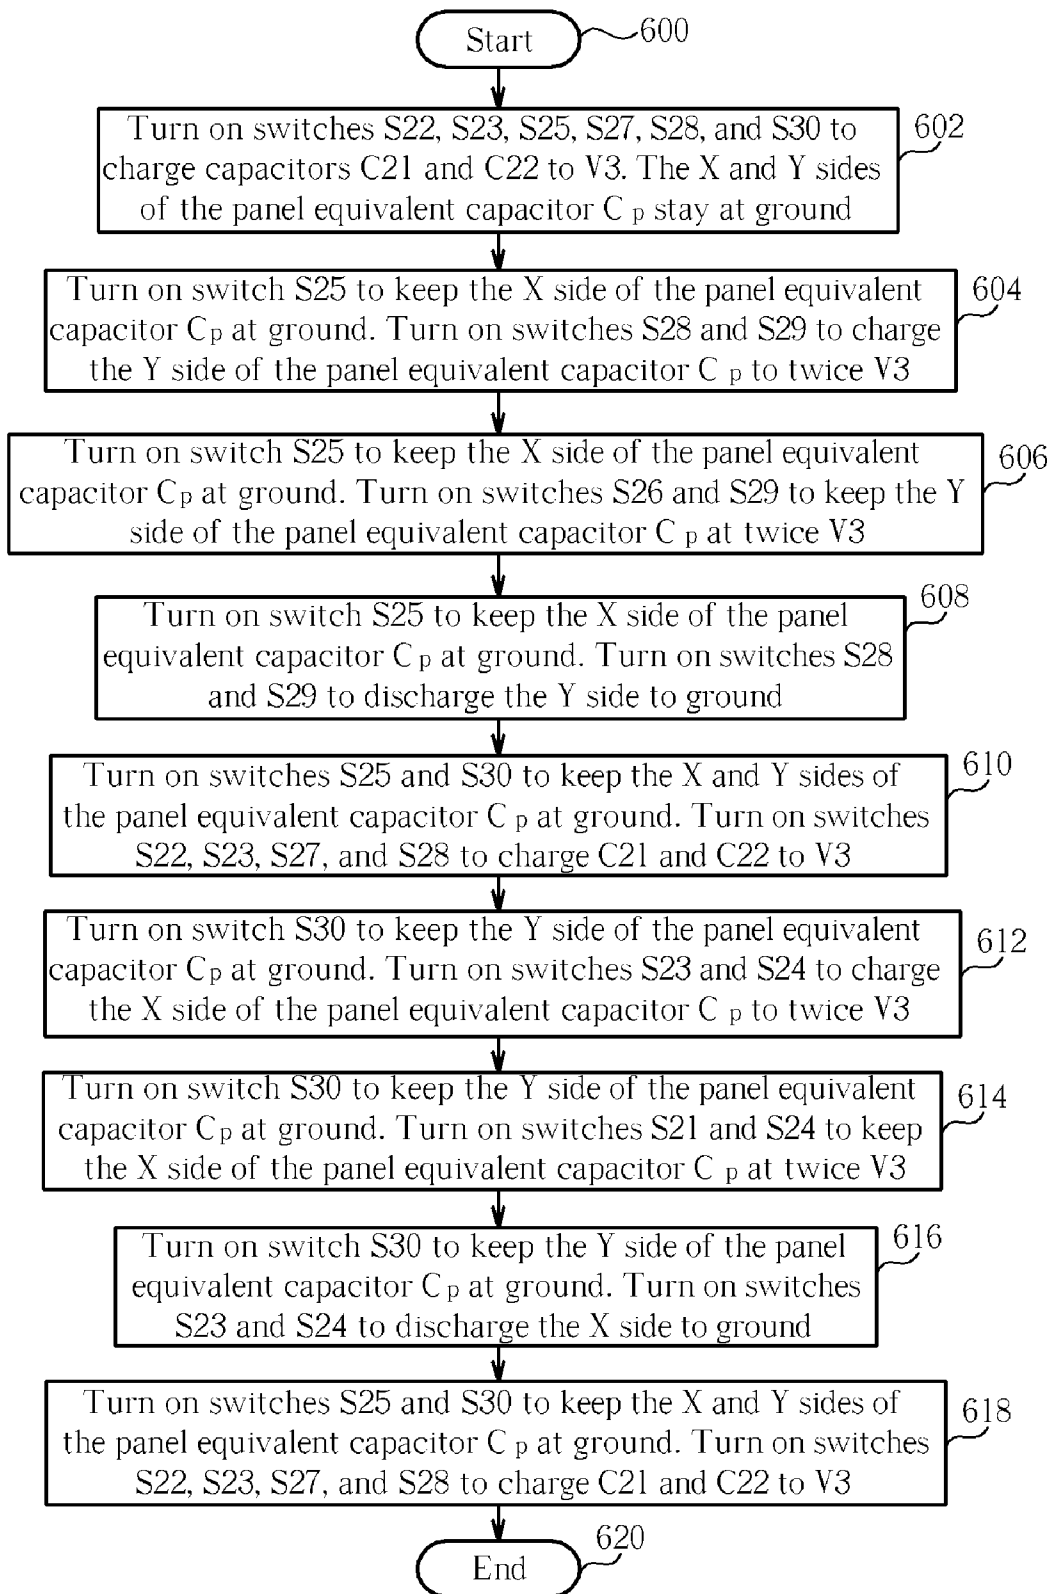 Start
600
Turn on switches S22, S23, S25, S27, S28, and S30 to
charge capacitors C21 and C22 to V3. The X and Y sides
of the panel equivalent capacitor Cp stay at ground
602
Turn on switch S25 to keep the X side of the panel equivalent
capacitor Cp at ground. Turn on switches S28 and S29 to charge
the Y side of the panel equivalent capacitor Cp to twice V3
604
Turn on switch S25 to keep the X side of the panel equivalent
capacitor Cp at ground. Turn on switches S26 and S29 to keep the Y
side of the panel equivalent capacitor Cp at twice V3
606
Turn on switch S25 to keep the X side of the panel
equivalent capacitor Cp at ground. Turn on switches S28
and S29 to discharge the Y side to ground
608
Turn on switches S25 and S30 to keep the X and Y sides of
the panel equivalent capacitor Cp at ground. Turn on switches
S22, S23, S27, and S28 to charge C21 and C22 to V3
610
Turn on switch S30 to keep the Y side of the panel equivalent
capacitor Cp at ground. Turn on switches S23 and S24 to charge
the X side of the panel equivalent capacitor Cp to twice V3
612
Turn on switch S30 to keep the Y side of the panel equivalent
capacitor Cp at ground. Turn on switches S21 and S24 to keep
the X side of the panel equivalent capacitor Cp at twice V3
614
Turn on switch S30 to keep the Y side of the panel
equivalent capacitor Cp at ground. Turn on switches
S23 and S24 to discharge the X side to ground
616
Turn on switches S25 and S30 to keep the X and Y sides of
the panel equivalent capacitor Cp at ground. Turn on switches
S22, S23, S27, and S28 to charge C21 and C22 to V3
618
End
620